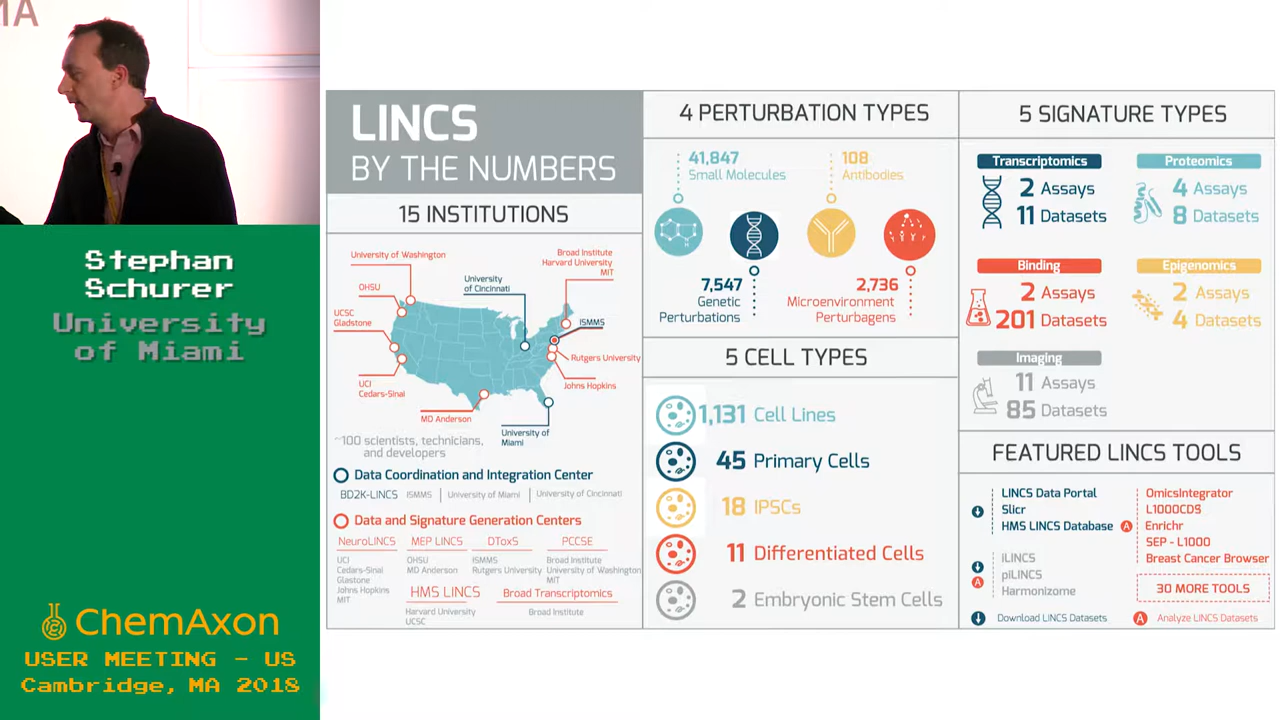 MA
Stephan
Schurer
University
of Miami
ChemAxon
USER MEETING - US
Cambridge, MA 2018
LINCS
BY THE NUMBERS
15 INSTITUTIONS
University of Washington
OHSU
UCSC
Gladstone
UCI
Cedars-Sinai
MD Anderson
University
of Cincinnati
Broad Institute
Harvard University
MIT
ISMMS
Rutgers University
Johns Hopkins
University of
Miami
~100 scientists, technicians,
and developers
Data Coordination and Integration Center
BD2K-LINCS ISMMS | University of Miami | University of Cincinnati
Data and Signature Generation Centers
NeuroLINCS
UCI
Cedars-Sinai
Glastone
Johns Hopkins
MIT
MEP LINCS
OHSU
MD Anderson
DToxS
ISMMS
Rutgers University
PCCSE
Broad Institute
University of Washington
MIT
HMS LINCS
Harvard University
UCSC
Broad Transcriptomics
Broad Institute
4 PERTURBATION TYPES
41,847
Small Molecules
108
Antibodies
7,547
Genetic
Perturbations
2,736
Microenvironment
Perturbagens
5 CELL TYPES
1,131 Cell Lines
45 Primary Cells
18 IPSCs
11 Differentiated Cells
2 Embryonic Stem Cells
5 SIGNATURE TYPES
Transcriptomics
2 Assays
11 Datasets
Proteomics
4 Assays
8 Datasets
Binding
2 Assays
201 Datasets
Epigenomics
2 Assays
4 Datasets
Imaging
11 Assays
85 Datasets
FEATURED LINCS TOOLS
LINCS Data Portal
Slicr
HMS LINCS Database
iLINCS
piLINCS
Harmonizome
A
A
OmicsIntegrator
L1000CDS
Enrichr
SEP - L1000
Breast Cancer Browser
30 MORE TOOLS
Download LINCS Datasets
A Analyze LINCS Datasets